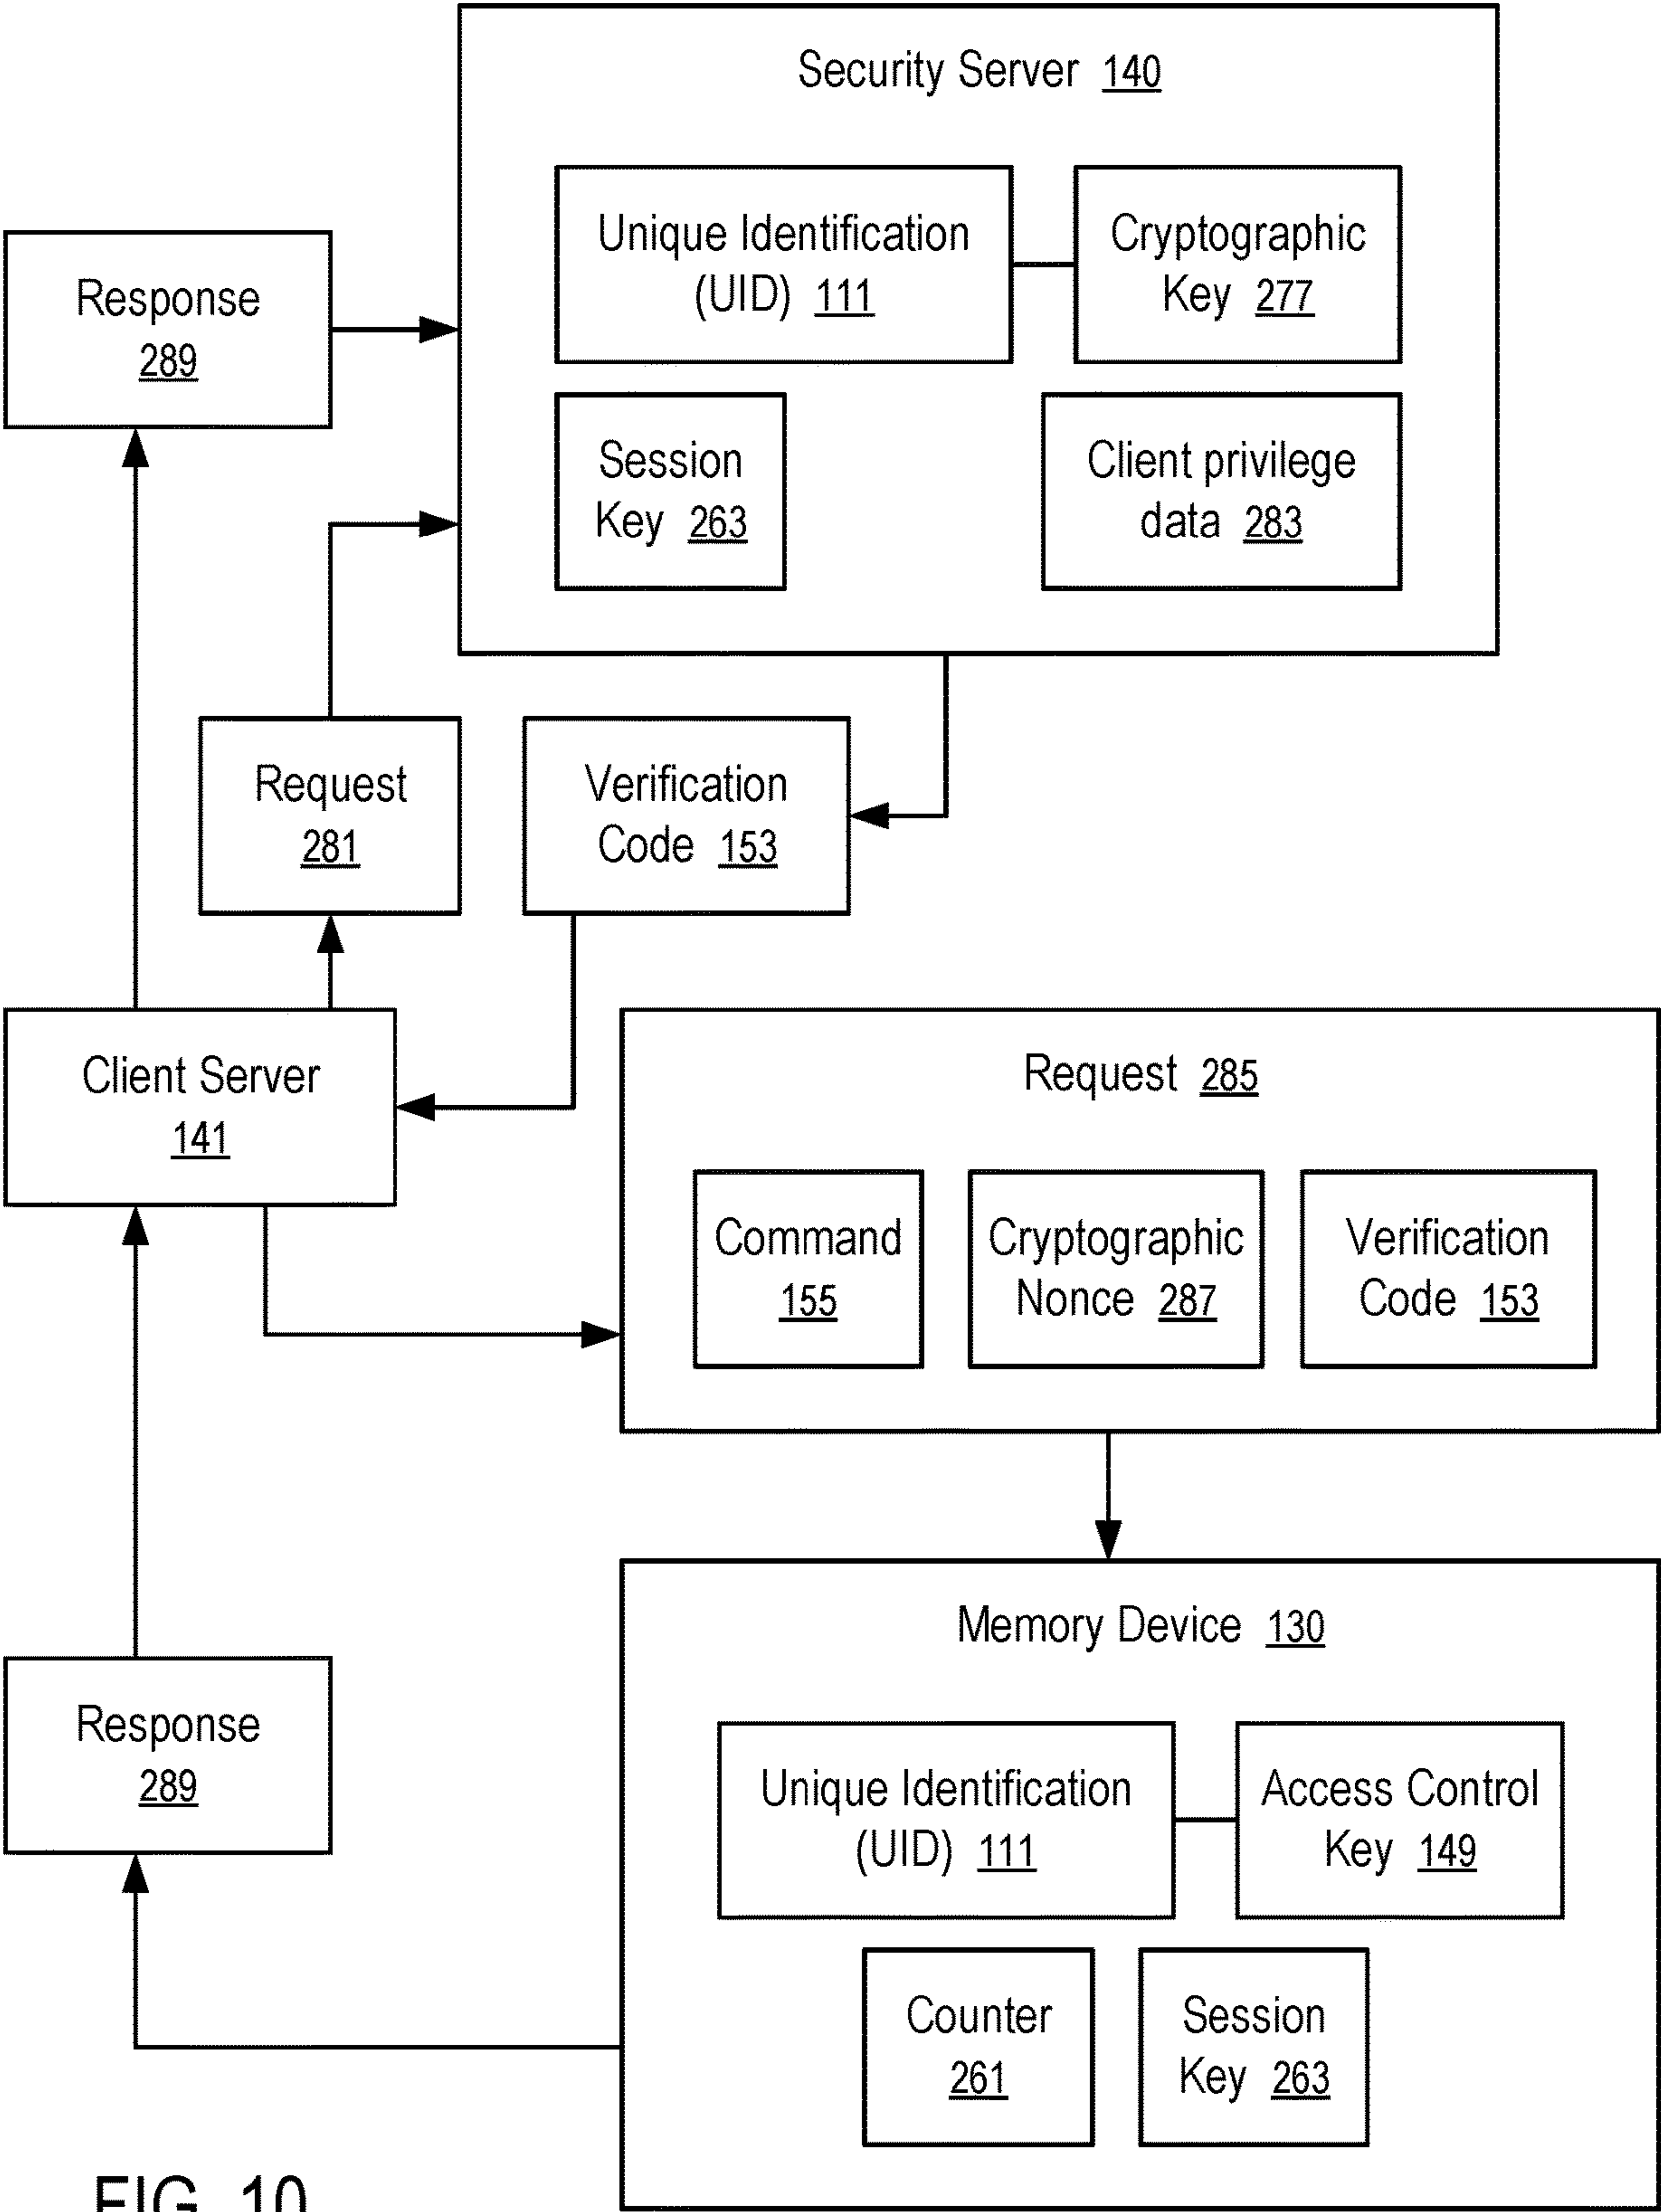 Security Server 140
Unique Identification
(UID) 111
Cryptographic
Key 277
Response
289
Session
Key 263
Client privilege
data 283
Request
281
Verification
Code 153
Client Server
141
Request 285
Command
155
Cryptographic
Nonce 287
Verification
Code 153
Memory Device 130
Response
289
Unique Identification
(UID) 111
Access Control
Key 149
Counter
261
Session
Key 263
FIG. 10